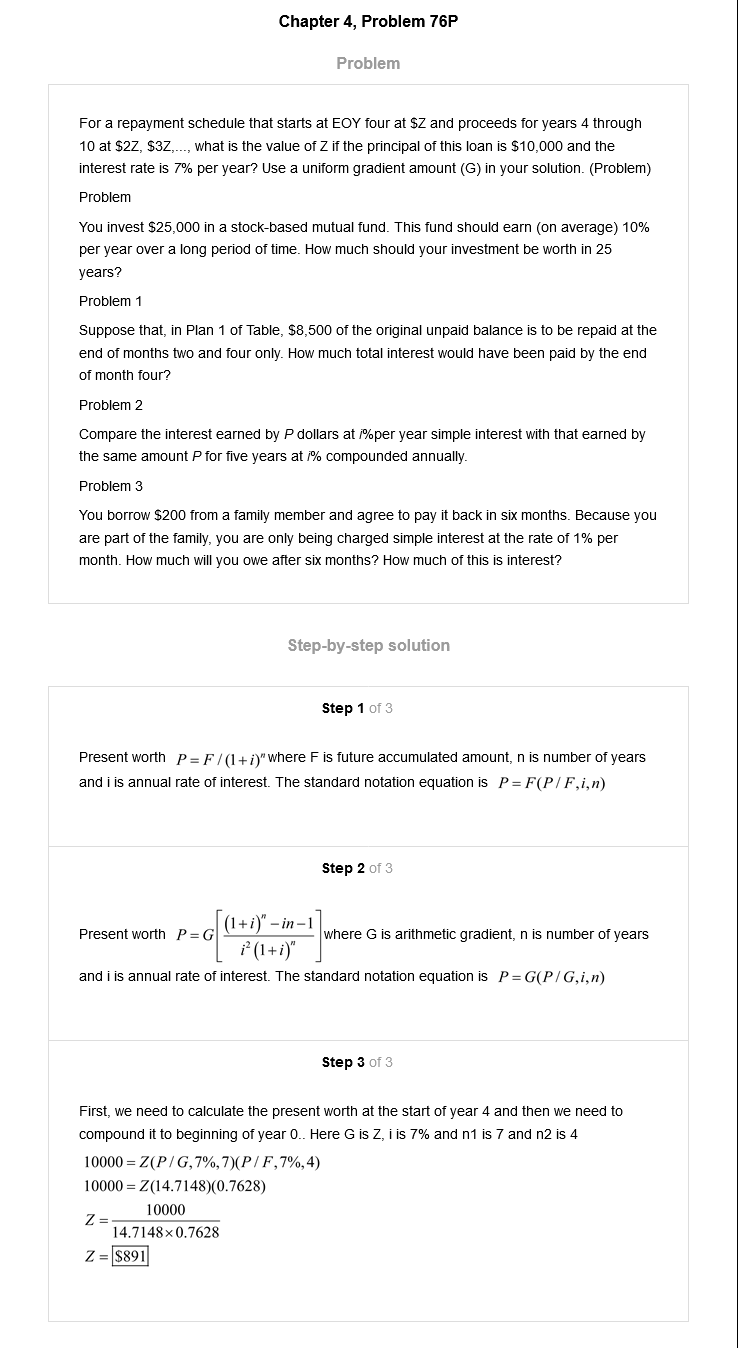 Chapter 4, Problem 76P
Problem
For a repayment schedule that starts at EOY four at $Z and proceeds for years 4 through
10 at $2Z, $3Z,..., what is the value of Z if the principal of this loan is $10,000 and the
interest rate is 7% per year? Use a uniform gradient amount (G) in your solution. (Problem)
Problem
You invest $25,000 in a stock-based mutual fund. This fund should earn (on average) 10%
per year over a long period of time. How much should your investment be worth in 25
years?
Problem 1
Suppose that, in Plan 1 of Table, $8,500 of the original unpaid balance is to be repaid at the
end of months two and four only. How much total interest would have been paid by the end
of month four?
Problem 2
Compare the interest earned by P dollars at i%per year simple interest with that earned by
the same amount P for five years at i% compounded annually.
Problem 3
You borrow $200 from a family member and agree to pay it back in six months. Because you
are part of the family, you are only being charged simple interest at the rate of 1% per
month. How much will you owe after six months? How much of this is interest?
Step-by-step solution
Step 1 of 3
Present worth P = F / (1+i)^n where F is future accumulated amount, n is number of years
and i is annual rate of interest. The standard notation equation is P = F(P / F,i,n)
Step 2 of 3
Present worth P = G[((1+i)^n − in − 1) / (i²(1+i)^n)] where G is arithmetic gradient, n is number of years
and i is annual rate of interest. The standard notation equation is P = G(P / G,i,n)
Step 3 of 3
First, we need to calculate the present worth at the start of year 4 and then we need to
compound it to beginning of year 0.. Here G is Z, i is 7% and n1 is 7 and n2 is 4
10000 = Z(P / G,7%,7)(P / F,7%,4)
10000 = Z(14.7148)(0.7628)
Z = 10000 / (14.7148×0.7628)
Z = $891